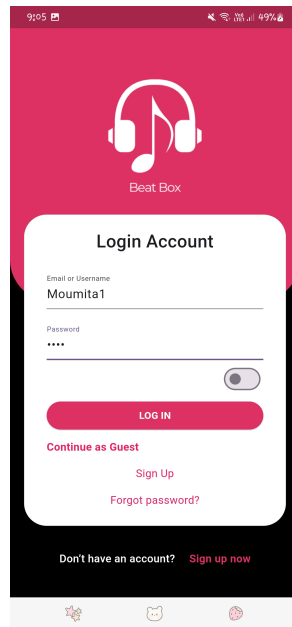 9:05 49%
Beat Box
Login Account
Email or Username
Moumita1
Password
••••
LOG IN
Continue as Guest
Sign Up
Forgot password?
Don't have an account? Sign up now